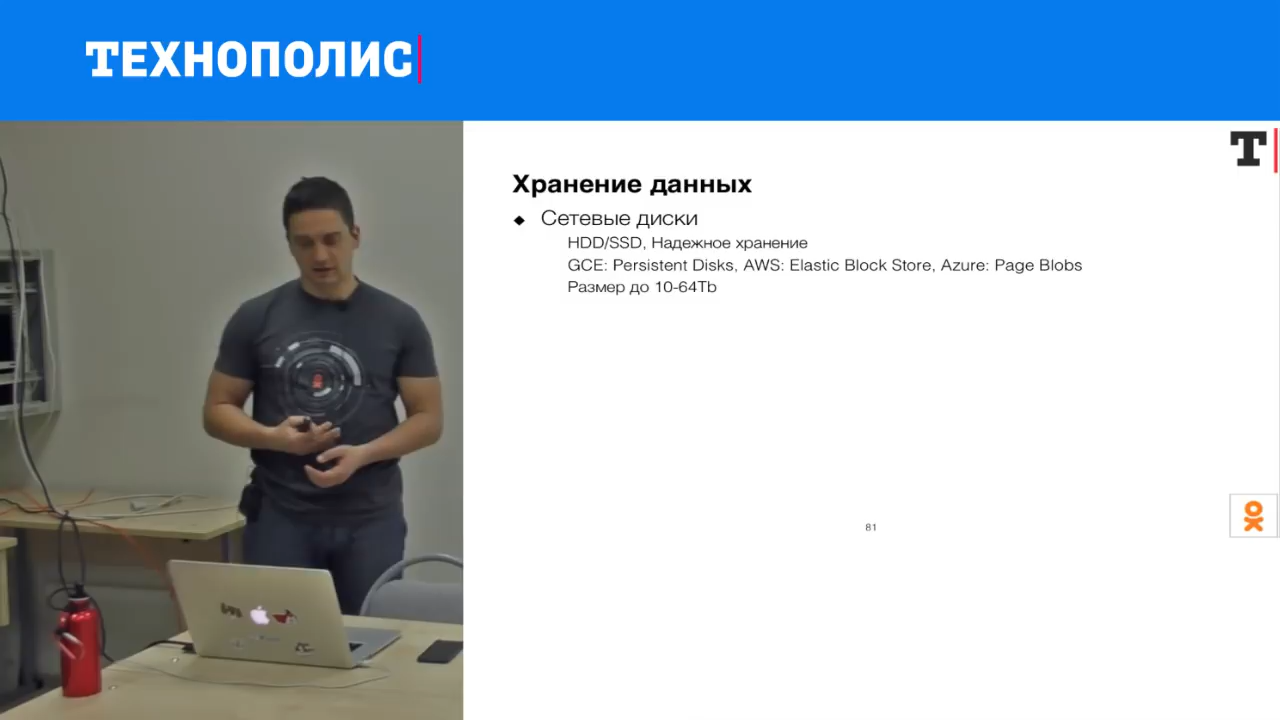 ТЕХНОПОЛИС
Т
Хранение данных
Сетевые диски
HDD/SSD, Надежное хранение
GCE: Persistent Disks, AWS: Elastic Block Store, Azure: Page Blobs
Размер до 10-64Tb
81